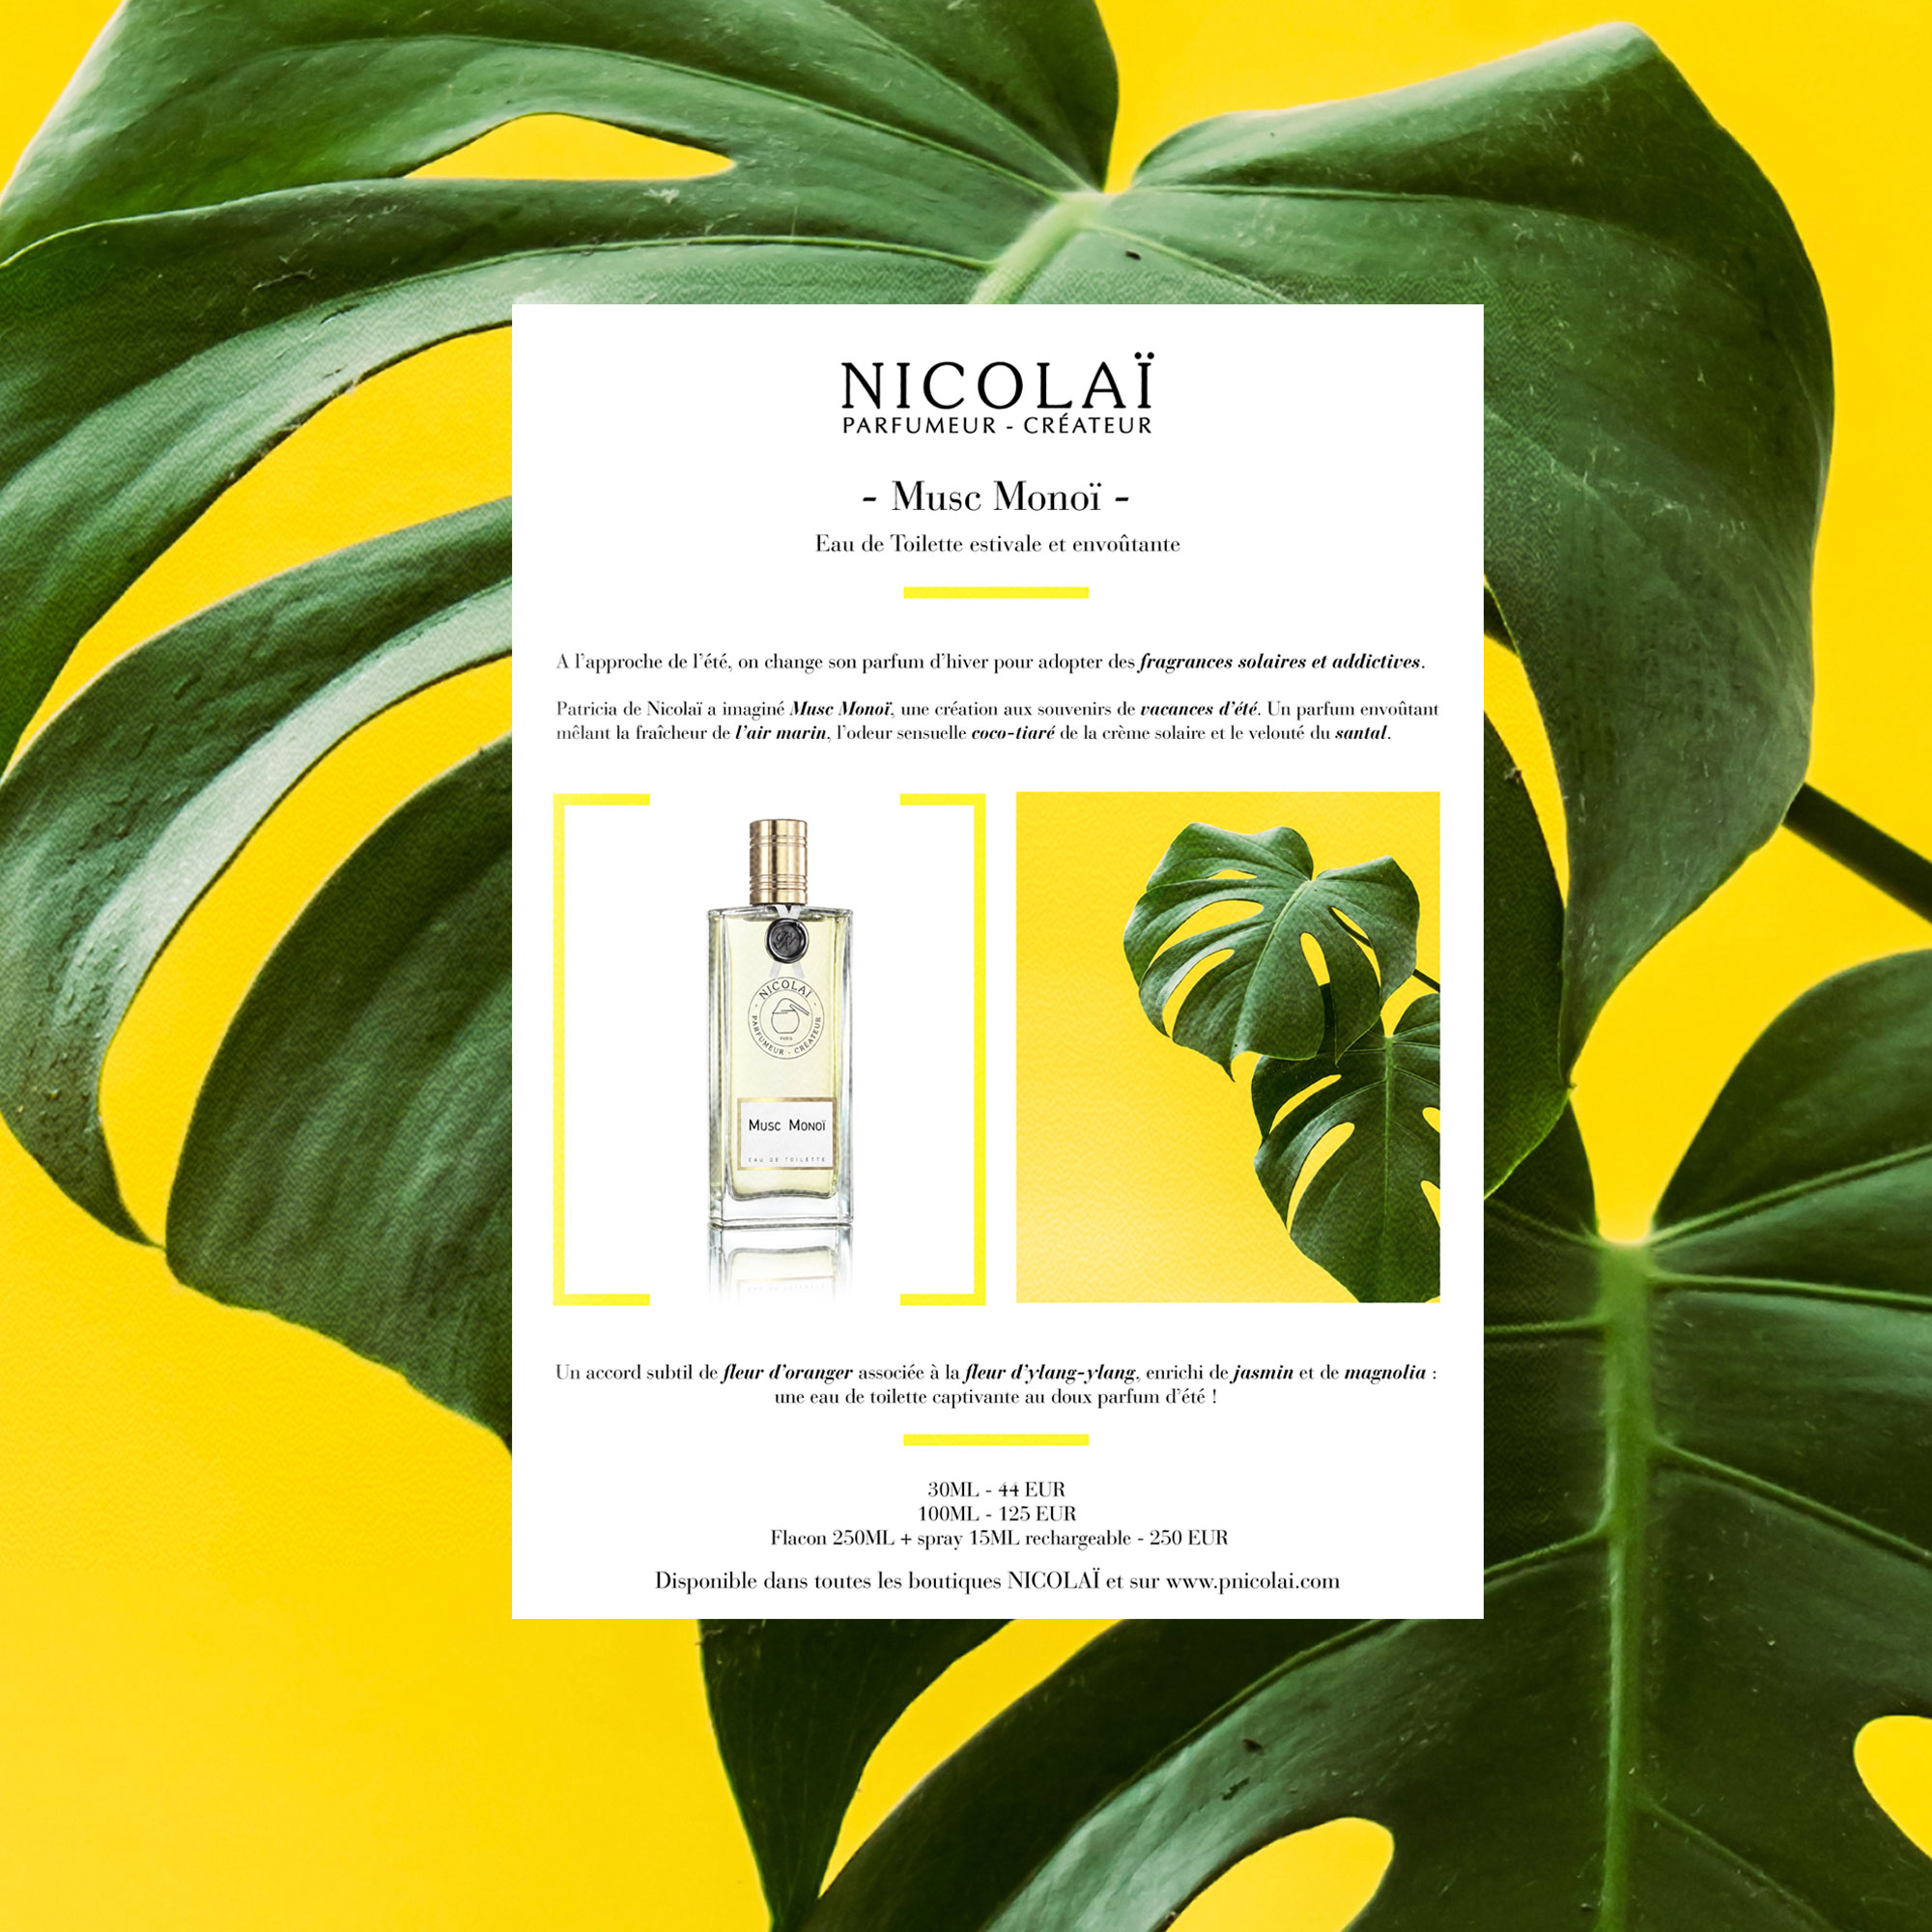 NICOLAÏ
PARFUMEUR - CRÉATEUR
- Musc Monoï -
Eau de Toilette estivale et envoûtante
A l’approche de l’été, on change son parfum d’hiver pour adopter des fragrances solaires et addictives.
Patricia de Nicolaï a imaginé Musc Monoï, une création aux souvenirs de vacances d’été. Un parfum envoûtant
mêlant la fraîcheur de l’air marin, l’odeur sensuelle coco-tiaré de la crème solaire et le velouté du santal.
NICOLAI
PARFUMEUR - CRÉATEUR
PARIS
Musc Monoï
EAU DE TOILETTE
Un accord subtil de fleur d’oranger associée à la fleur d’ylang-ylang, enrichi de jasmin et de magnolia :
une eau de toilette captivante au doux parfum d’été !
30ML - 44 EUR
100ML - 125 EUR
Flacon 250ML + spray 15ML rechargeable - 250 EUR
Disponible dans toutes les boutiques NICOLAÏ et sur www.pnicolai.com